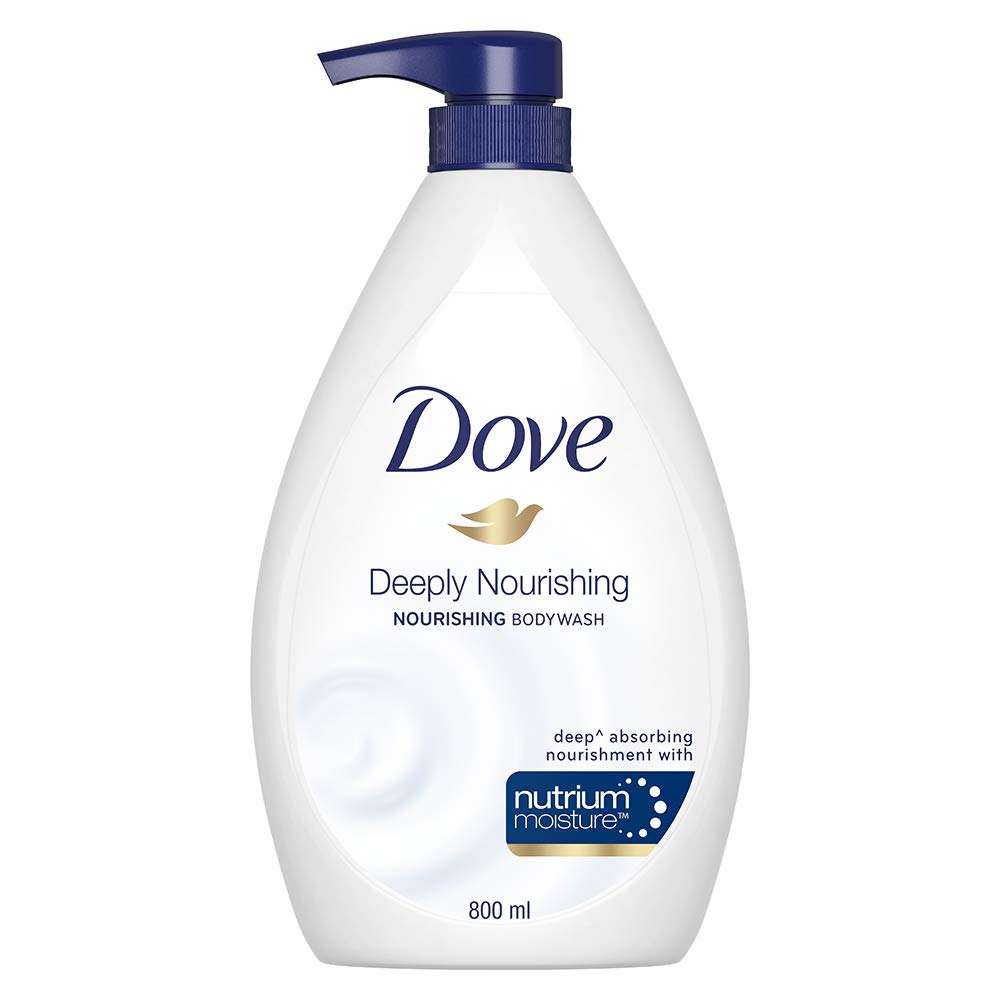 Dove
Deeply Nourishing
NOURISHING BODYWASH
deep^ absorbing
nourishment with
nutrium
moisture™
800 ml